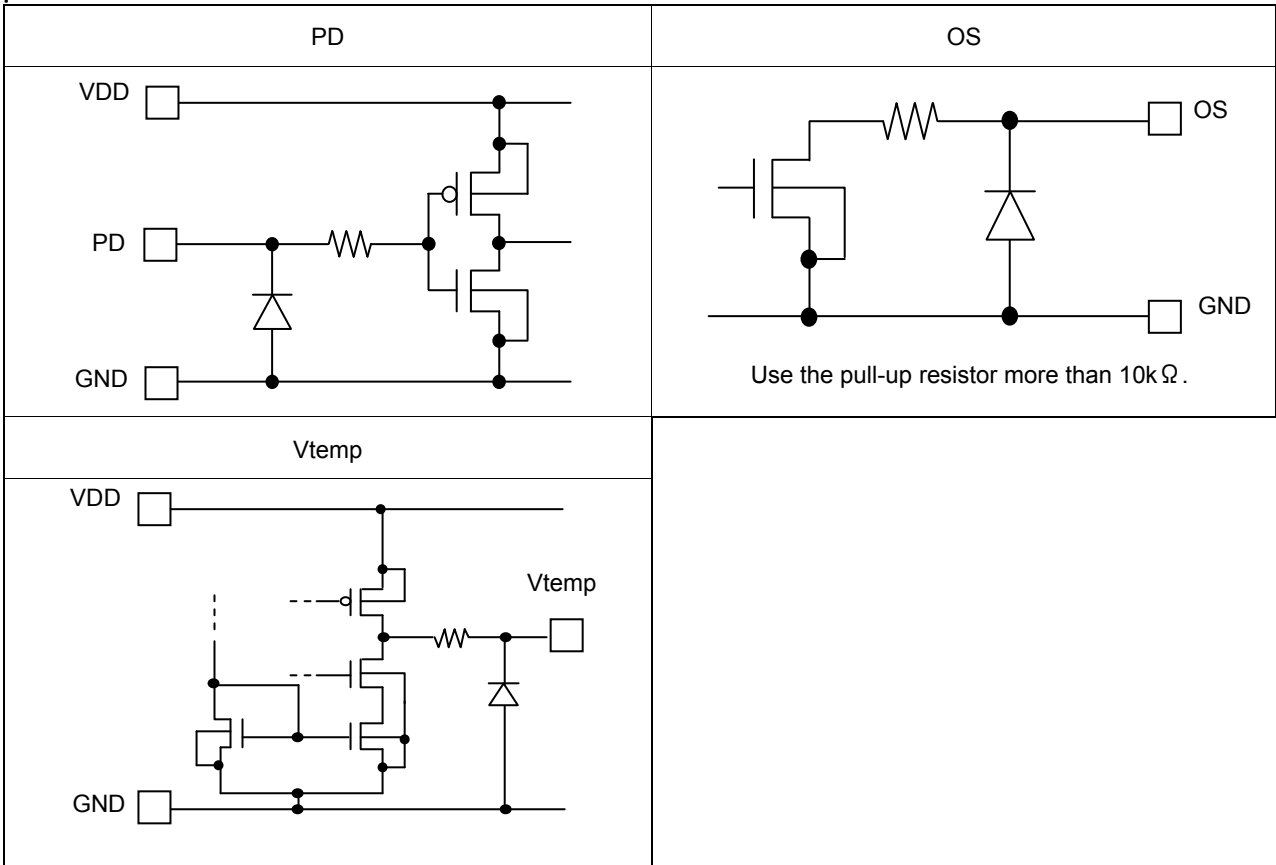 PD
OS
VDD
PD
GND
OS
GND
Use the pull-up resistor more than 10kΩ.
Vtemp
VDD
Vtemp
GND